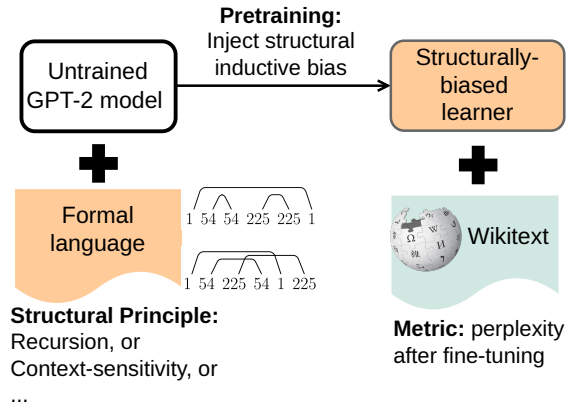 Pretraining:
Inject structural
inductive bias
Untrained
GPT-2 model
Structurally-
biased
learner
Formal
language
1 54 54 225 225 1
1 54 225 54 1 225
Wikitext
Structural Principle:
Recursion, or
Context-sensitivity, or
...
Metric: perplexity
after fine-tuning